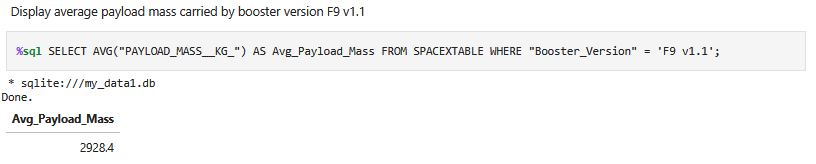 Display average payload mass carried by booster version F9 v1.1
%sql SELECT AVG("PAYLOAD_MASS__KG_") AS Avg_Payload_Mass FROM SPACEXTABLE WHERE "Booster_Version" = 'F9 v1.1';
* sqlite:///my_data1.db
Done.
Avg_Payload_Mass
2928.4